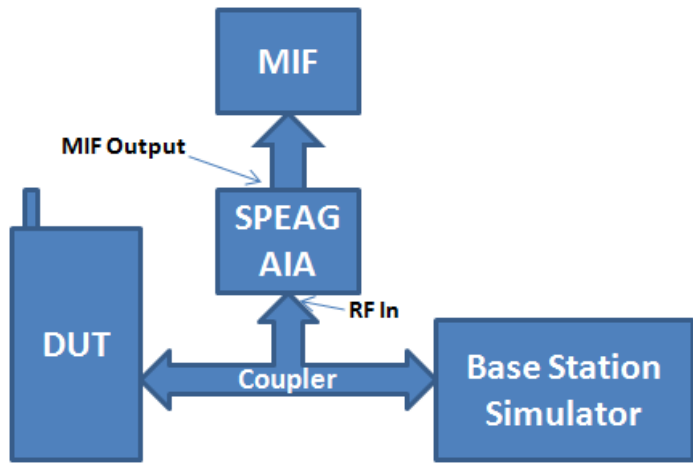 MIF
MIF Output
SPEAG
AIA
RF In
DUT
Coupler
Base Station
Simulator